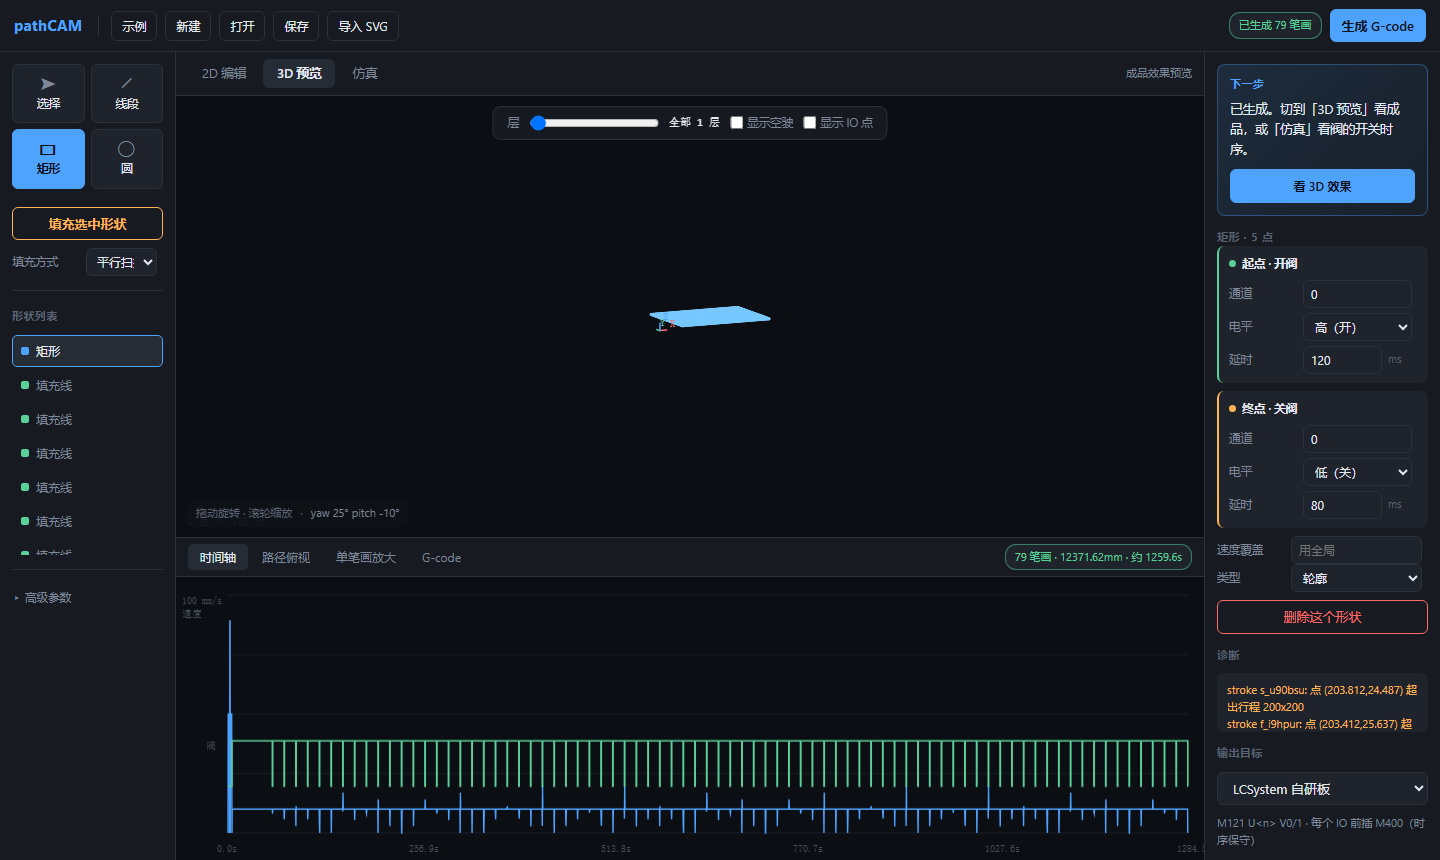 pathCAM
示例
新建
打开
保存
导入 SVG
已生成 79 笔画
生成 G-code
选择
线段
矩形
圆
填充选中形状
填充方式
平行扫
形状列表
矩形
填充线
填充线
填充线
填充线
填充线
填充线
▸ 高级参数
2D 编辑
3D 预览
仿真
成品效果预览
层
全部 1 层
显示空驶
显示 IO 点
拖动旋转 · 滚轮缩放 · yaw 25° pitch -10°
时间轴
路径俯视
单笔画放大
G-code
79 笔画 · 12371.62mm · 约 1259.6s
100 mm/s
速度
阀
0.0s
256.9s
513.8s
770.7s
1027.6s
1284.
下一步
已生成。切到「3D 预览」看成
品，或「仿真」看阀的开关时
序。
看 3D 效果
矩形 · 5 点
起点 · 开阀
通道
0
电平
高（开）
延时
120
ms
终点 · 关阀
通道
0
电平
低（关）
延时
80
ms
速度覆盖
用全局
类型
轮廓
删除这个形状
诊断
stroke s_u90bsu: 点 (203.812,24.487) 超
出行程 200x200
stroke f_i9hpur: 点 (203.412,25.637) 超
输出目标
LCSystem 自研板
M121 U<n> V0/1 · 每个 IO 前插 M400（时
序保守）